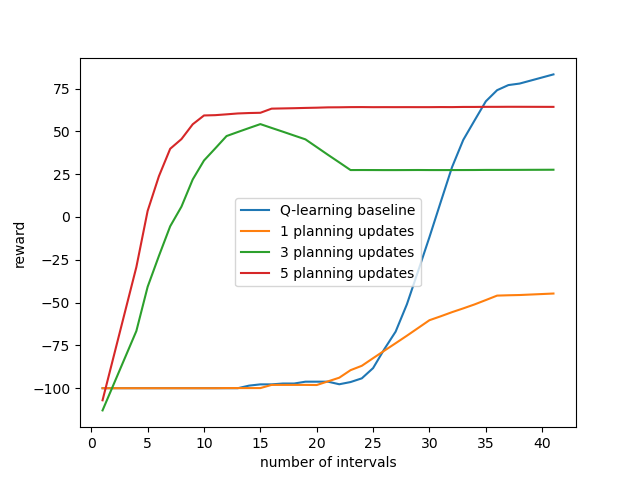 75
50
25
0
−25
−50
−75
−100
reward
Q-learning baseline
1 planning updates
3 planning updates
5 planning updates
0 5 10 15 20 25 30 35 40
number of intervals